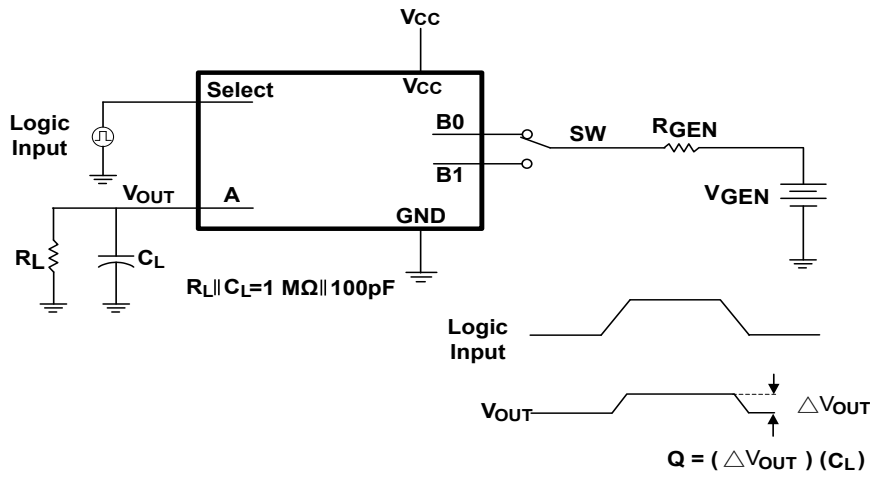 VCC
VCC
Select
Logic
Input
B0
SW
RGEN
B1
VGEN
VOUT
A
GND
RL
CL
RL∥CL=1 MΩ∥100pF
Logic
Input
VOUT
△VOUT
Q = ( △VOUT ) (CL)